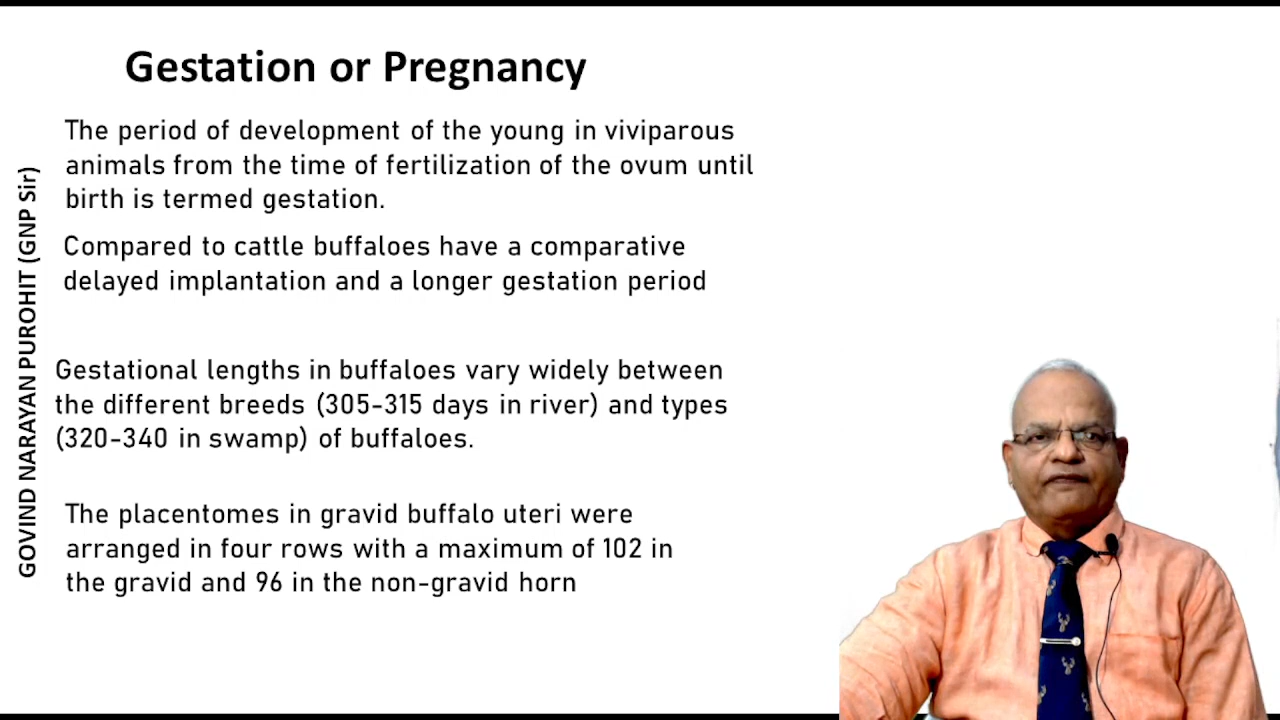 Gestation or Pregnancy
The period of development of the young in viviparous
animals from the time of fertilization of the ovum until
birth is termed gestation.
Compared to cattle buffaloes have a comparative
delayed implantation and a longer gestation period
Gestational lengths in buffaloes vary widely between
the different breeds (305-315 days in river) and types
(320-340 in swamp) of buffaloes.
The placentomes in gravid buffalo uteri were
arranged in four rows with a maximum of 102 in
the gravid and 96 in the non-gravid horn
GOVIND NARAYAN PUROHIT (GNP Sir)